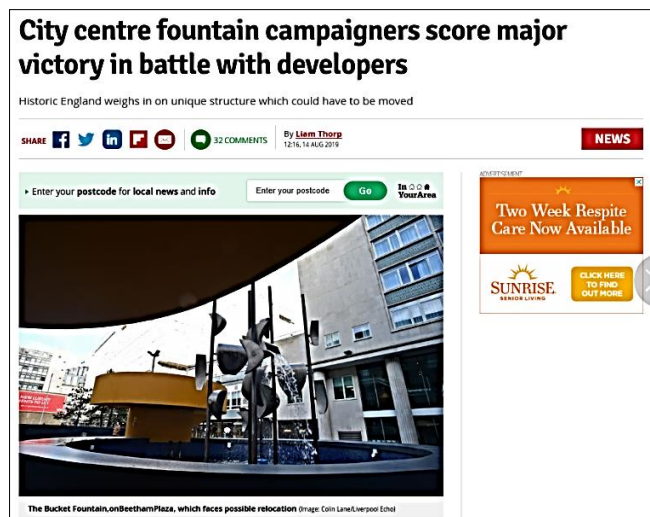 City centre fountain campaigners score major
victory in battle with developers
Historic England weighs in on unique structure which could have to be moved
SHARE
32 COMMENTS
By Liam Thorp
12:16, 14 AUG 2019
NEWS
Enter your postcode for local news and info
Enter your postcode
Go
In
YourArea
ADVERTISEMENT
Two Week Respite
Care Now Available
SUNRISE
SENIOR LIVING
CLICK HERE
TO FIND
OUT MORE
The Bucket Fountain,onBeethamPlaza, which faces possible relocation (Image: Colin Lane/Liverpool Echo)